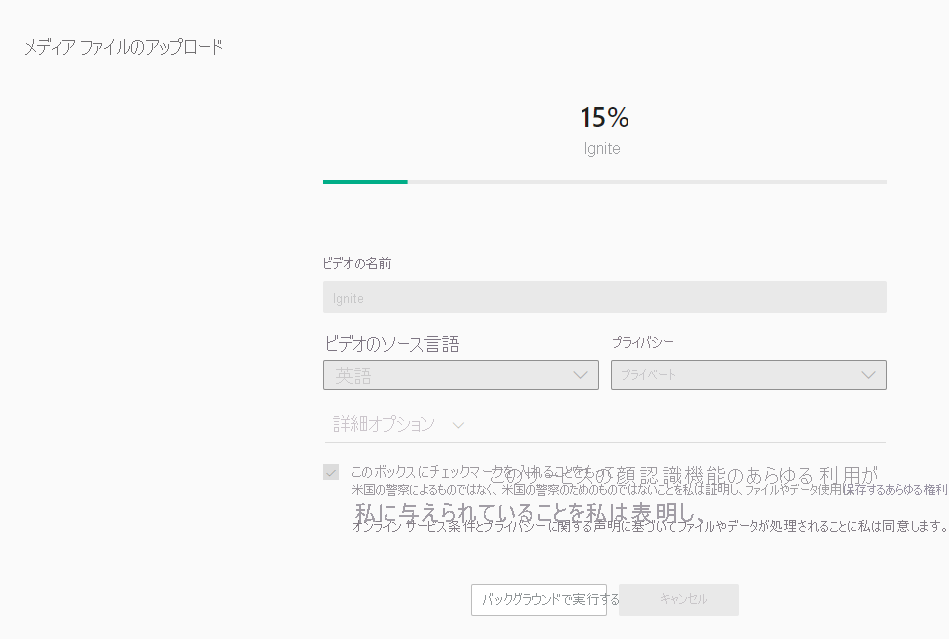 メディア ファイルのアップロード
15%
Ignite
ビデオの名前
Ignite
ビデオのソース言語
プライバシー
英語
プライベート
詳細オプション
このボックスにチェックマークを入れることをもって、
このサービスの顔認識機能のあらゆる利用が
米国の警察によるものではなく、米国の警察のためのものではないことを私は証明し、ファイルやデータ使用/保存するあらゆる権利
私に与えられていることを私は表明し、
オンライン サービス条件とプライバシーに関する声明に基づいてファイルやデータが処理されることに私は同意します。
バックグラウンドで実行する
キャンセル